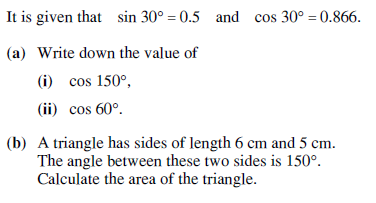 It is given that sin 30° = 0.5 and cos 30° = 0.866.
(a) Write down the value of
(i) cos 150°,
(ii) cos 60°.
(b) A triangle has sides of length 6 cm and 5 cm.
The angle between these two sides is 150°.
Calculate the area of the triangle.